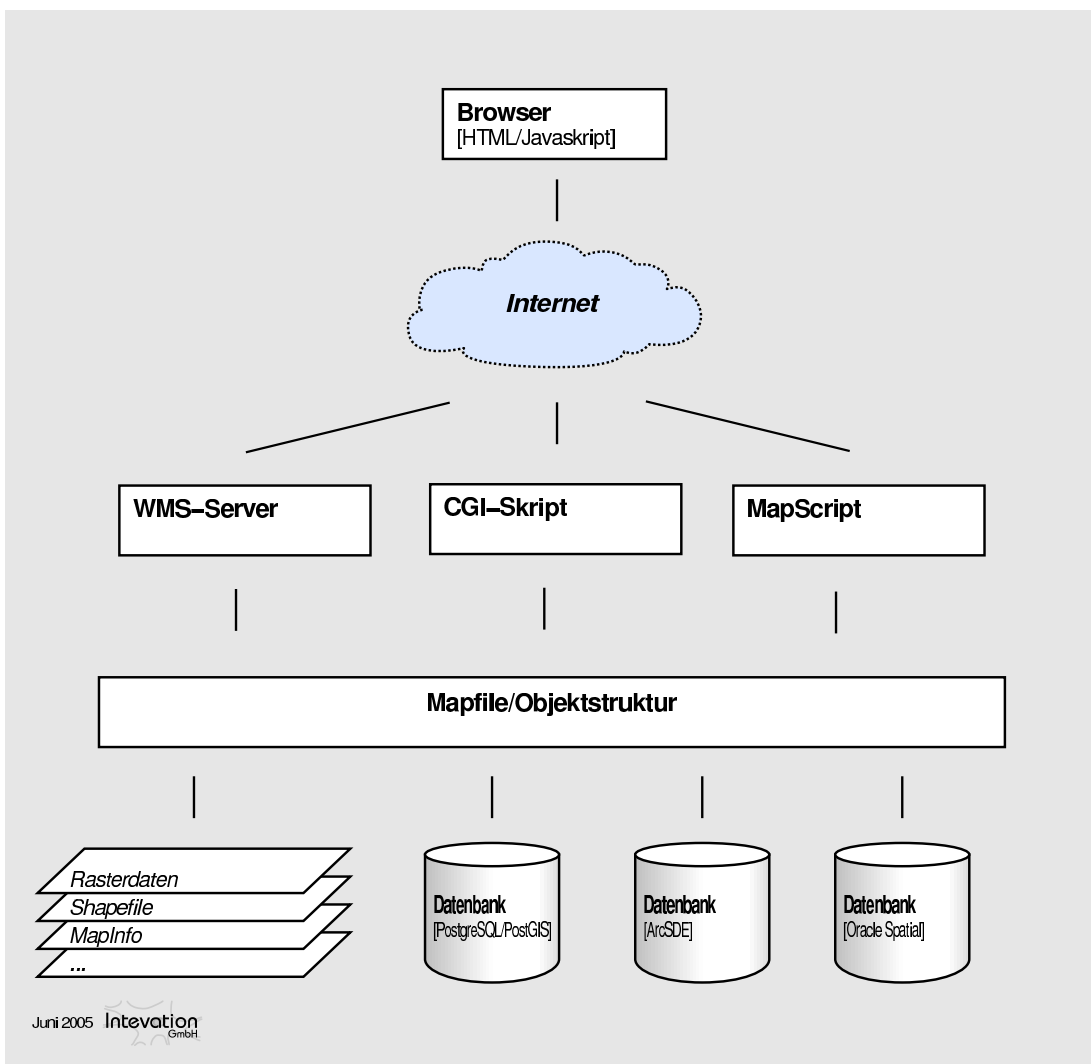 Browser
[HTML/Javaskript]
Internet
WMS–Server
CGI–Skript
MapScript
Mapfile/Objektstruktur
Rasterdaten
Shapefile
MapInfo
...
Datenbank
[PostgreSQL/PostGIS]
Datenbank
[ArcSDE]
Datenbank
[Oracle Spatial]
Juni 2005 Intevation
GmbH